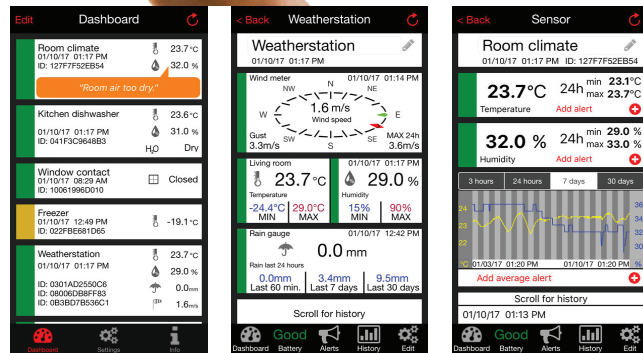 Edit Dashboard
Room climate 23.7°C
01/10/17 01:17 PM
ID: 127F7F52EB54 32.0 %
"Room air too dry."
Kitchen dishwasher 23.6°C
01/10/17 01:17 PM 31.0 %
ID: 041F3C9648B3
H₂O Dry
Window contact
01/10/17 08:29 AM Closed
ID: 10061996D010
Freezer
01/10/17 12:49 PM -19.1°C
ID: 022FBE681D65
Weatherstation 23.7°C
01/10/17 01:17 PM
29.0 %
ID: 0301AD2550C6
ID: 08006DB8FF83 0.0mm
ID: 0B3BD7B536C1 1.6m/s
Dashboard Settings Info
< Back Weatherstation
Weatherstation
01/10/17 01:17 PM
Wind meter 01/10/17 01:14 PM
N
NW NE
1.6 m/s
W E
Wind speed
SW SE
S
Gust MAX 24h
3.3m/s 3.6m/s
Living room 01/10/17 01:17 PM
23.7°C 29.0 %
Temperature Humidity
-24.4°C 29.0°C 15% 90%
MIN MAX MIN MAX
Rain gauge 01/10/17 12:42 PM
0.0 mm
Rain last 24 hours
0.0mm 3.4mm 9.5mm
Last 60 min. Last 7 days Last 30 days
Scroll for history
Good
Dashboard Battery Alerts History Edit
< Back Sensor
Room climate
01/10/17 01:17 PM ID: 127F7F52EB54
23.7°C 24h min 23.1°C
max 23.7°C
Temperature Add alert
32.0 % 24h min 29.0 %
max 33.0 %
Humidity Add alert
3 hours 24 hours 7 days 30 days
36
24 34
23 32
22 30
°C 01/03/17 01:20 PM 01/10/17 01:20 PM %
Add average alert
Scroll for history
01/10/17 01:13 PM
Good
Dashboard Battery Alerts History Edit